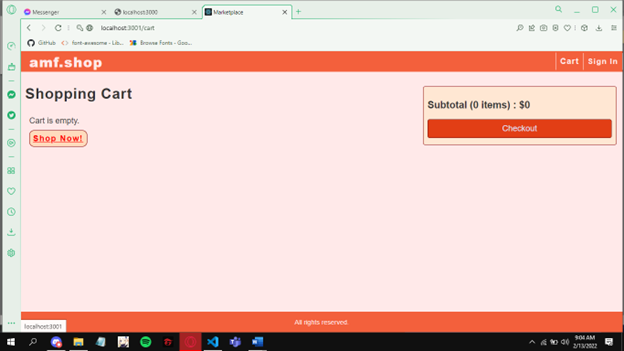 Messenger
localhost:3000
Marketplace
localhost:3001/cart
GitHub
font-awesome - Lib...
Browse Fonts - Goo...
amf.shop
Cart
Sign In
Shopping Cart
Cart is empty.
Shop Now!
Subtotal (0 items) : $0
Checkout
All rights reserved.
localhost:3001
9:04 AM
2/13/2022